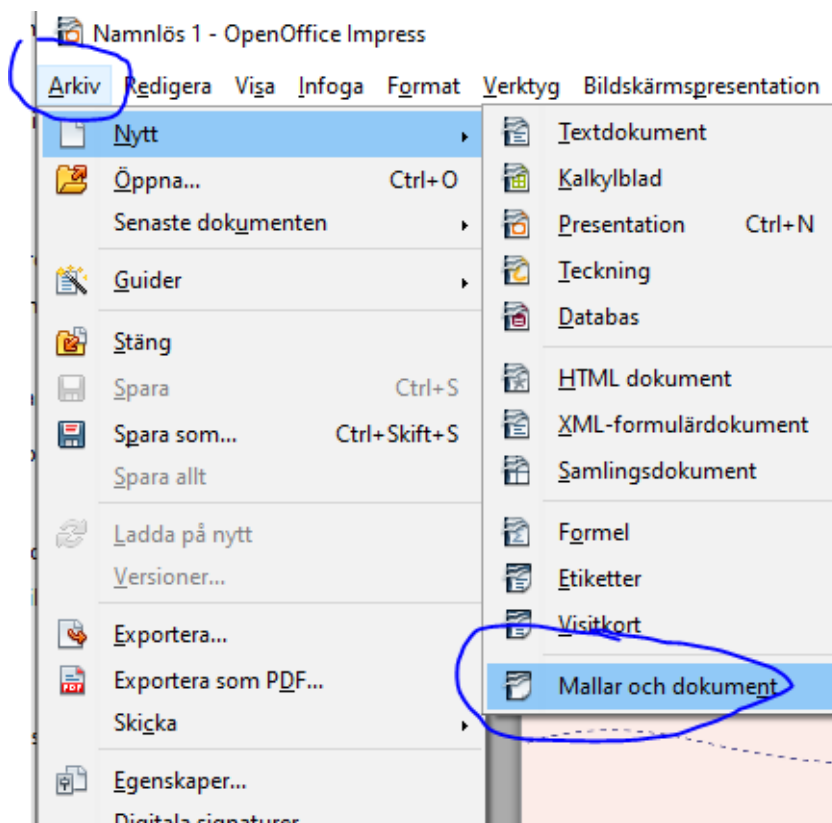 Namnlös 1 - OpenOffice Impress
Arkiv Redigera Visa Infoga Format Verktyg Bildskärmspresentation
Nytt
Öppna... Ctrl+O
Senaste dokumenten
Guider
Stäng
Spara Ctrl+S
Spara som... Ctrl+Skift+S
Spara allt
Ladda på nytt
Versioner...
Exportera...
Exportera som PDF...
Skicka
Egenskaper...
Digitala signaturer
Textdokument
Kalkylblad
Presentation Ctrl+N
Teckning
Databas
HTML dokument
XML-formulärdokument
Samlingsdokument
Formel
Etiketter
Visitkort
Mallar och dokument